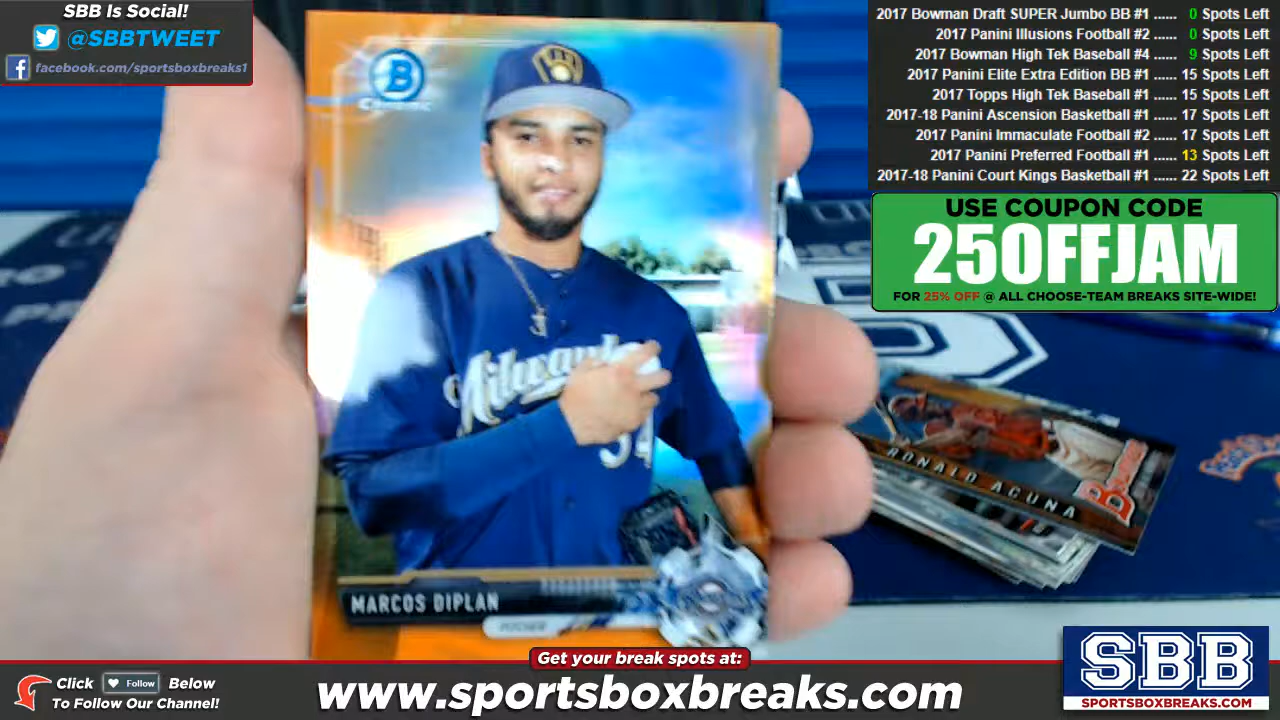 SBB Is Social!
@SBBTWEET
facebook.com/sportsboxbreaks1
2017 Bowman Draft SUPER Jumbo BB #1 ...... 0 Spots Left
2017 Panini Illusions Football #2 ...... 0 Spots Left
2017 Bowman High Tek Baseball #4 ...... 9 Spots Left
2017 Panini Elite Extra Edition BB #1 ...... 15 Spots Left
2017 Topps High Tek Baseball #1 ...... 15 Spots Left
2017-18 Panini Ascension Basketball #1 ...... 17 Spots Left
2017 Panini Immaculate Football #2 ...... 17 Spots Left
2017 Panini Preferred Football #1 ...... 13 Spots Left
2017-18 Panini Court Kings Basketball #1 ...... 22 Spots Left
USE COUPON CODE
25OFFJAM
FOR 25% OFF @ ALL CHOOSE-TEAM BREAKS SITE-WIDE!
B
Chrome
Milwauk
54
MARCOS DIPLAN
PITCHER
RONALD ACUNA
Bowman
Get your break spots at:
www.sportsboxbreaks.com
Click Follow Below
To Follow Our Channel!
SBB
SPORTSBOXBREAKS.COM